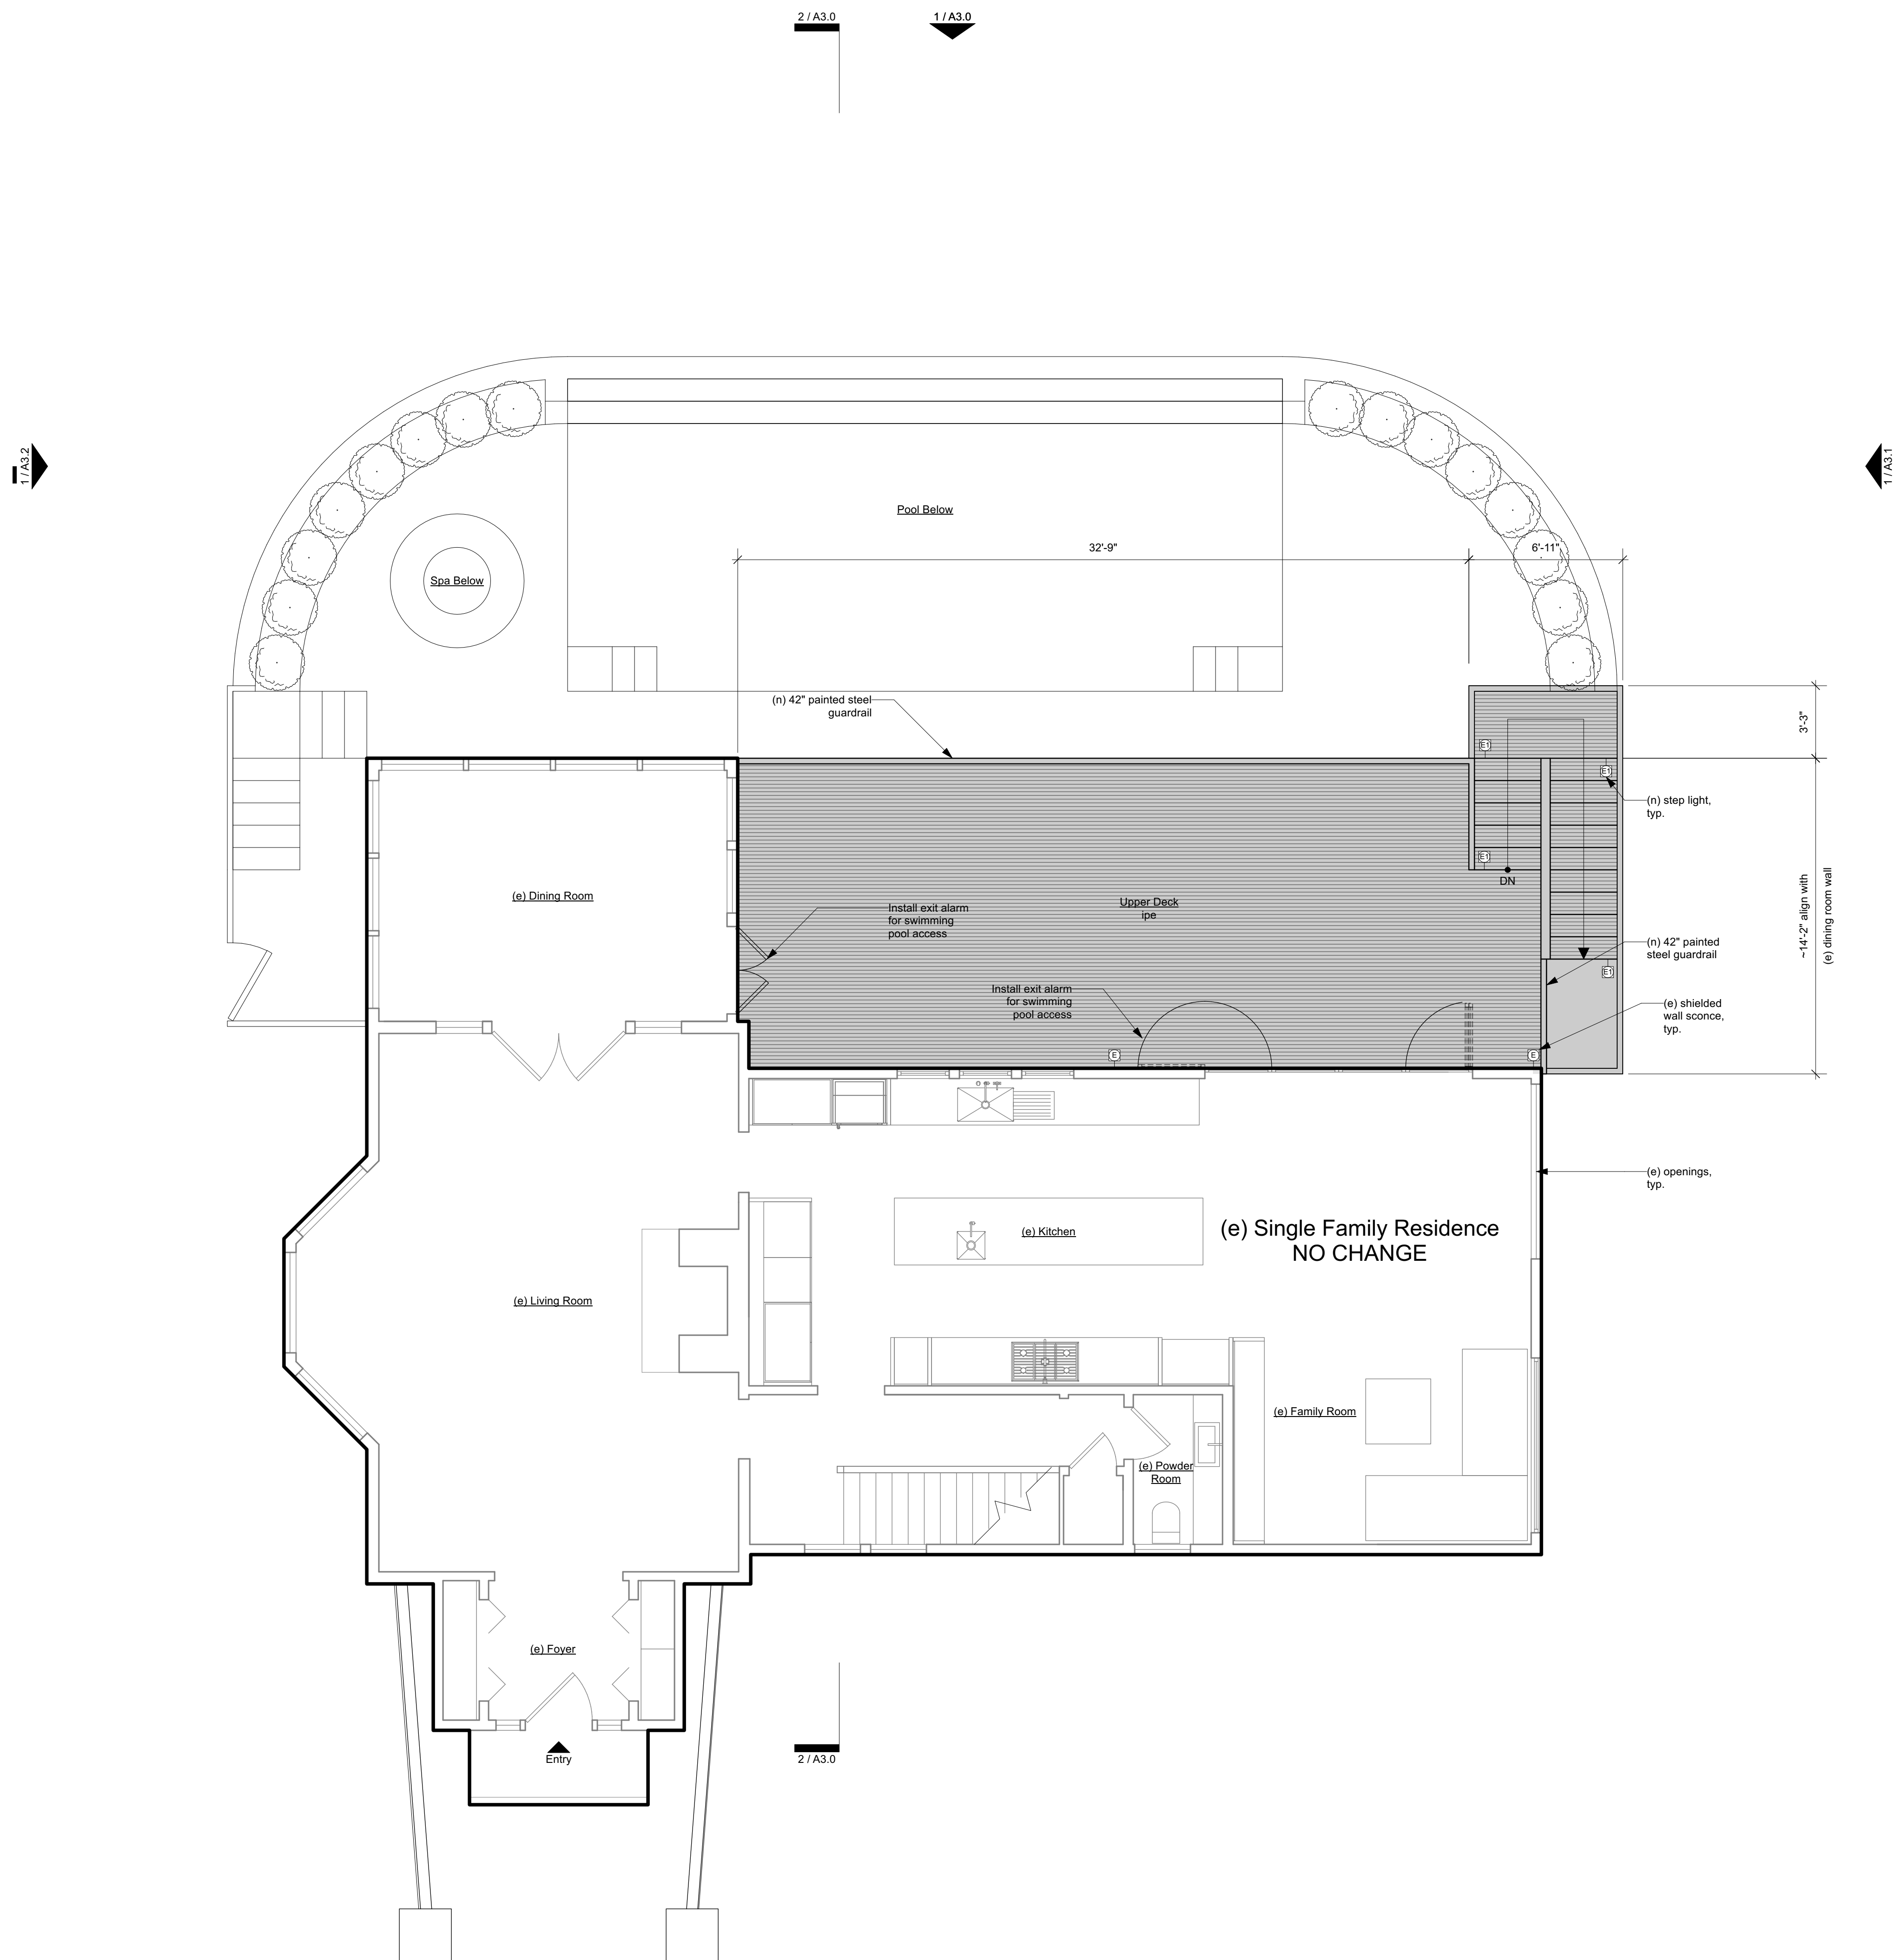 2 / A3.0
1 / A3.0
1 / A3.2
1 / A3.1
Pool Below
32'-9"
6'-11"
Spa Below
(n) 42" painted steel
guardrail
3'-3"
E1
E1
(n) step light,
typ.
E1
DN
(e) Dining Room
Upper Deck
ipe
Install exit alarm
for swimming
pool access
~14'-2" align with
(e) dining room wall
(n) 42" painted
steel guardrail
E1
Install exit alarm
for swimming
pool access
(e) shielded
wall sconce,
typ.
E
E
(e) openings,
typ.
(e) Kitchen
(e) Single Family Residence
NO CHANGE
(e) Living Room
(e) Family Room
(e) Powder
Room
(e) Foyer
Entry
2 / A3.0